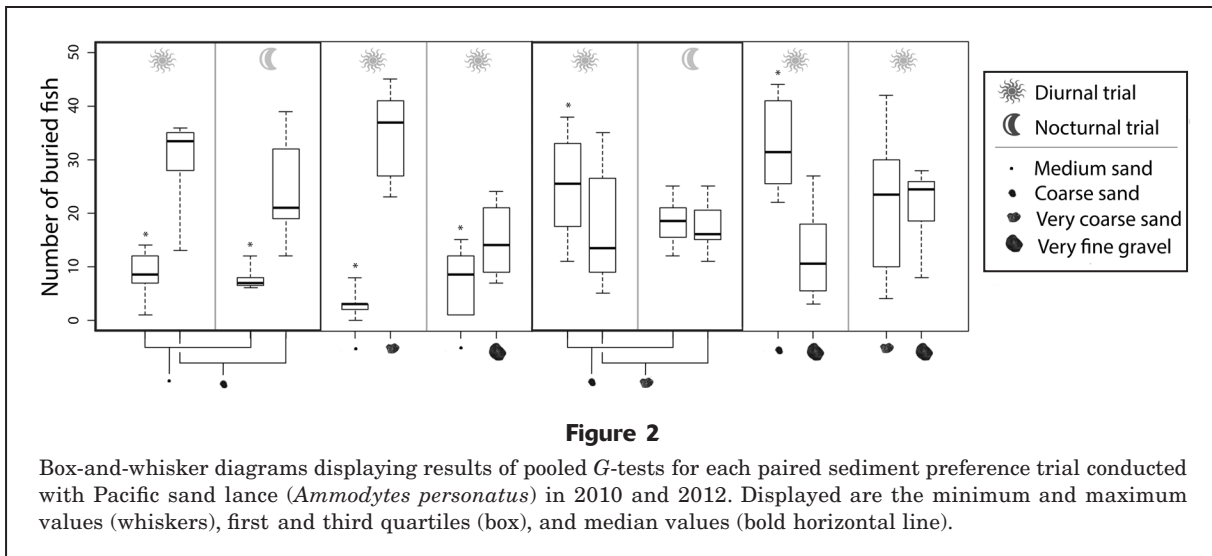 50
40
30
20
10
0
Number of buried fish
*
*
*
*
*
*
Diurnal trial
Nocturnal trial
Medium sand
Coarse sand
Very coarse sand
Very fine gravel
Figure 2
Box-and-whisker diagrams displaying results of pooled G-tests for each paired sediment preference trial conducted
with Pacific sand lance (Ammodytes personatus) in 2010 and 2012. Displayed are the minimum and maximum
values (whiskers), first and third quartiles (box), and median values (bold horizontal line).